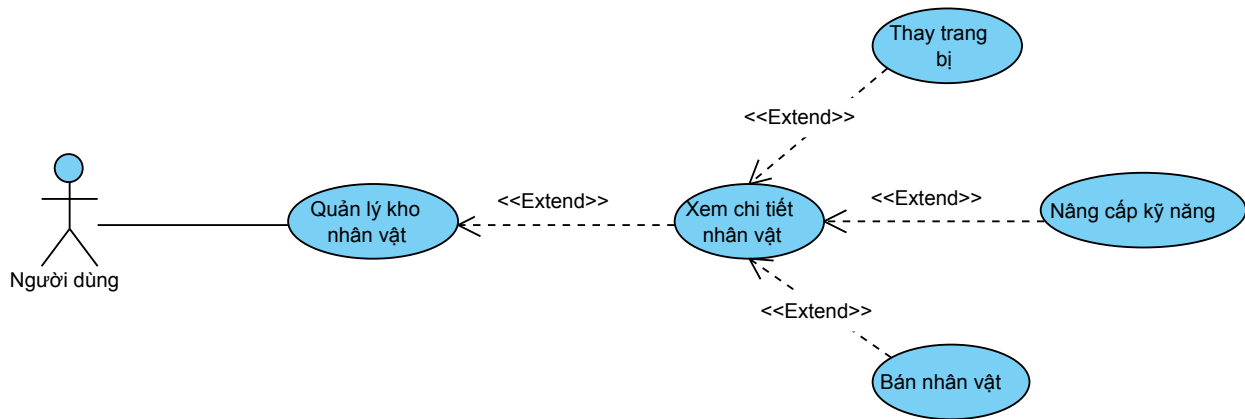 Thay trang
bị
<<Extend>>
<<Extend>>
<<Extend>>
Quản lý kho
nhân vật
Xem chi tiết
nhân vật
Nâng cấp kỹ năng
Người dùng
<<Extend>>
Bán nhân vật